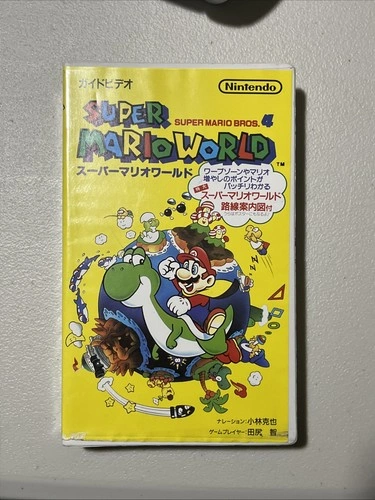 ガイドビデオ
Nintendo
SUPER
SUPER MARIO BROS. 4
MARIO WORLD
TM
スーパーマリオワールド
ワープゾーンやマリオ
増やしのポイントが
バッチリわかる
スーパーマリオワールド
路線案内図付
ZZZ
ナレーション:小林克也
ゲームプレイヤー:田尻 智